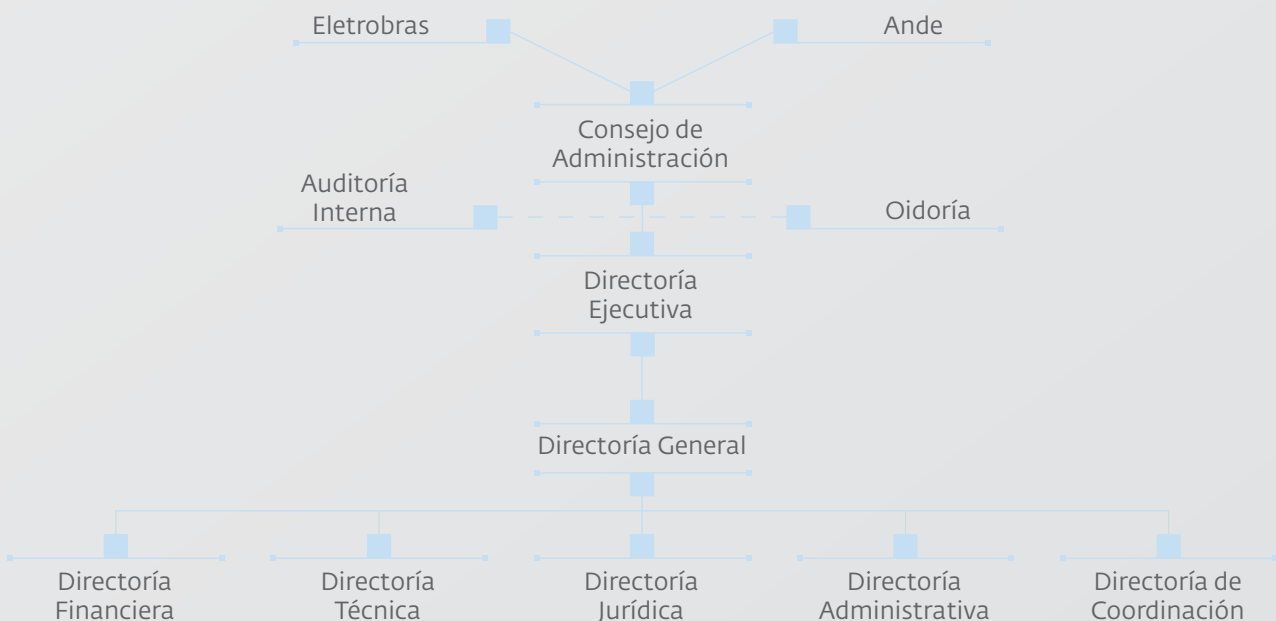 Eletrobras
Ande
Consejo de
Administración
Auditoría
Interna
Oidoría
Directoría
Ejecutiva
Directoría General
Directoría
Financiera
Directoría
Técnica
Directoría
Jurídica
Directoría
Administrativa
Directoría de
Coordinación